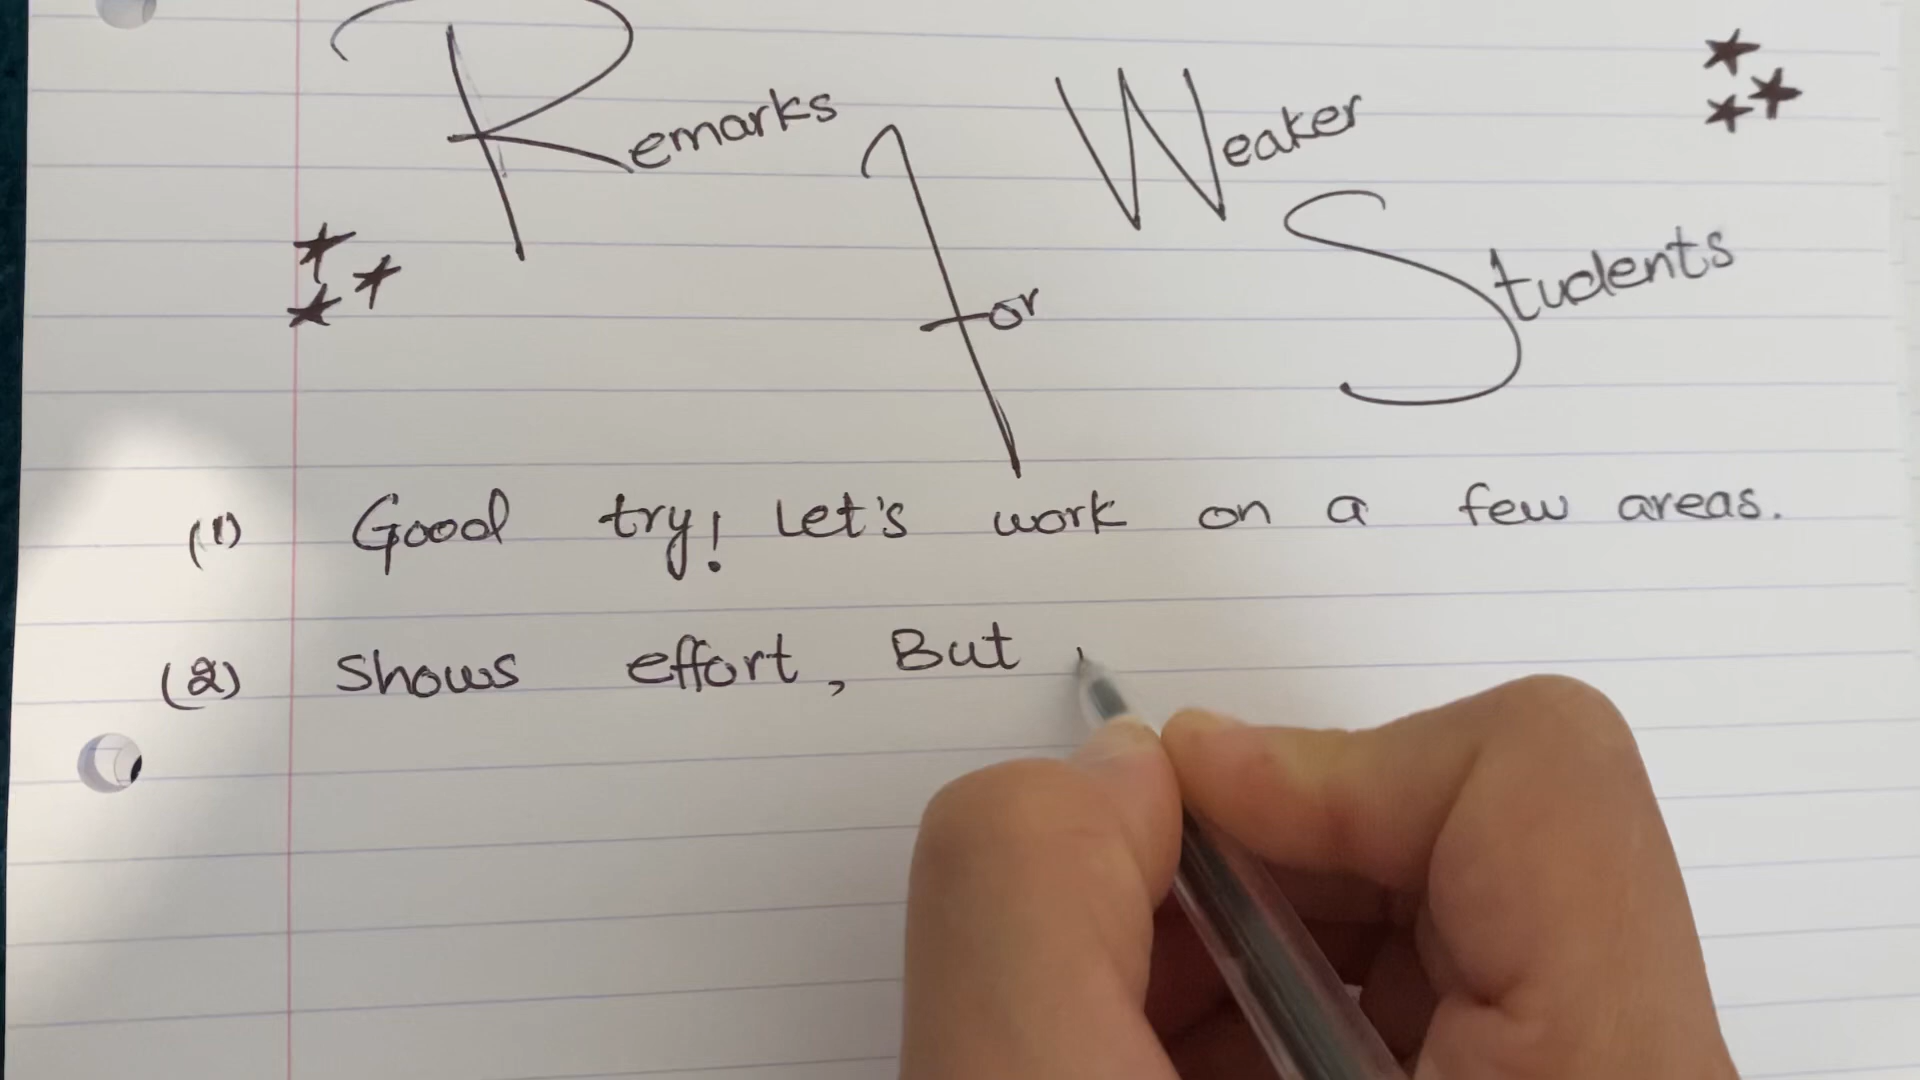 Remarks for Weaker
Students
(1) Good try! Let's work on a few areas.
(2) Shows effort, But